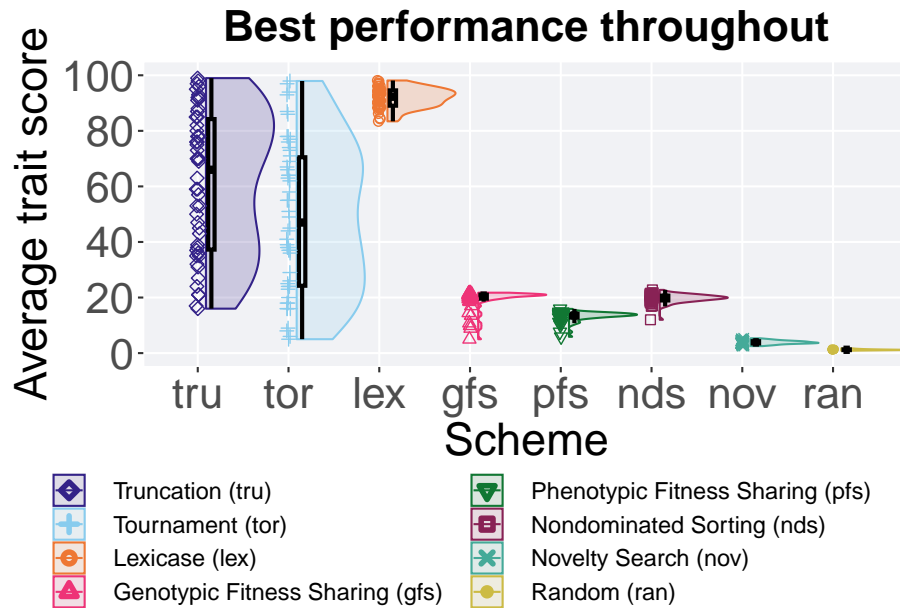 Best performance throughout
Average trait score
100
80
60
40
20
0
tru tor lex gfs pfs nds nov ran
Scheme
Truncation (tru)
Tournament (tor)
Lexicase (lex)
Genotypic Fitness Sharing (gfs)
Phenotypic Fitness Sharing (pfs)
Nondominated Sorting (nds)
Novelty Search (nov)
Random (ran)